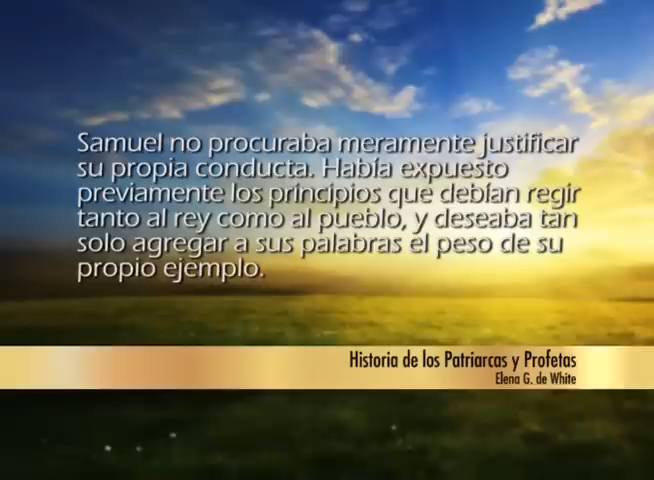 Samuel no procuraba meramente justificar
su propia conducta. Había expuesto
previamente los principios que debían regir
tanto al rey como al pueblo, y deseaba tan
solo agregar a sus palabras el peso de su
propio ejemplo.
Historia de los Patriarcas y Profetas
Elena G. de White